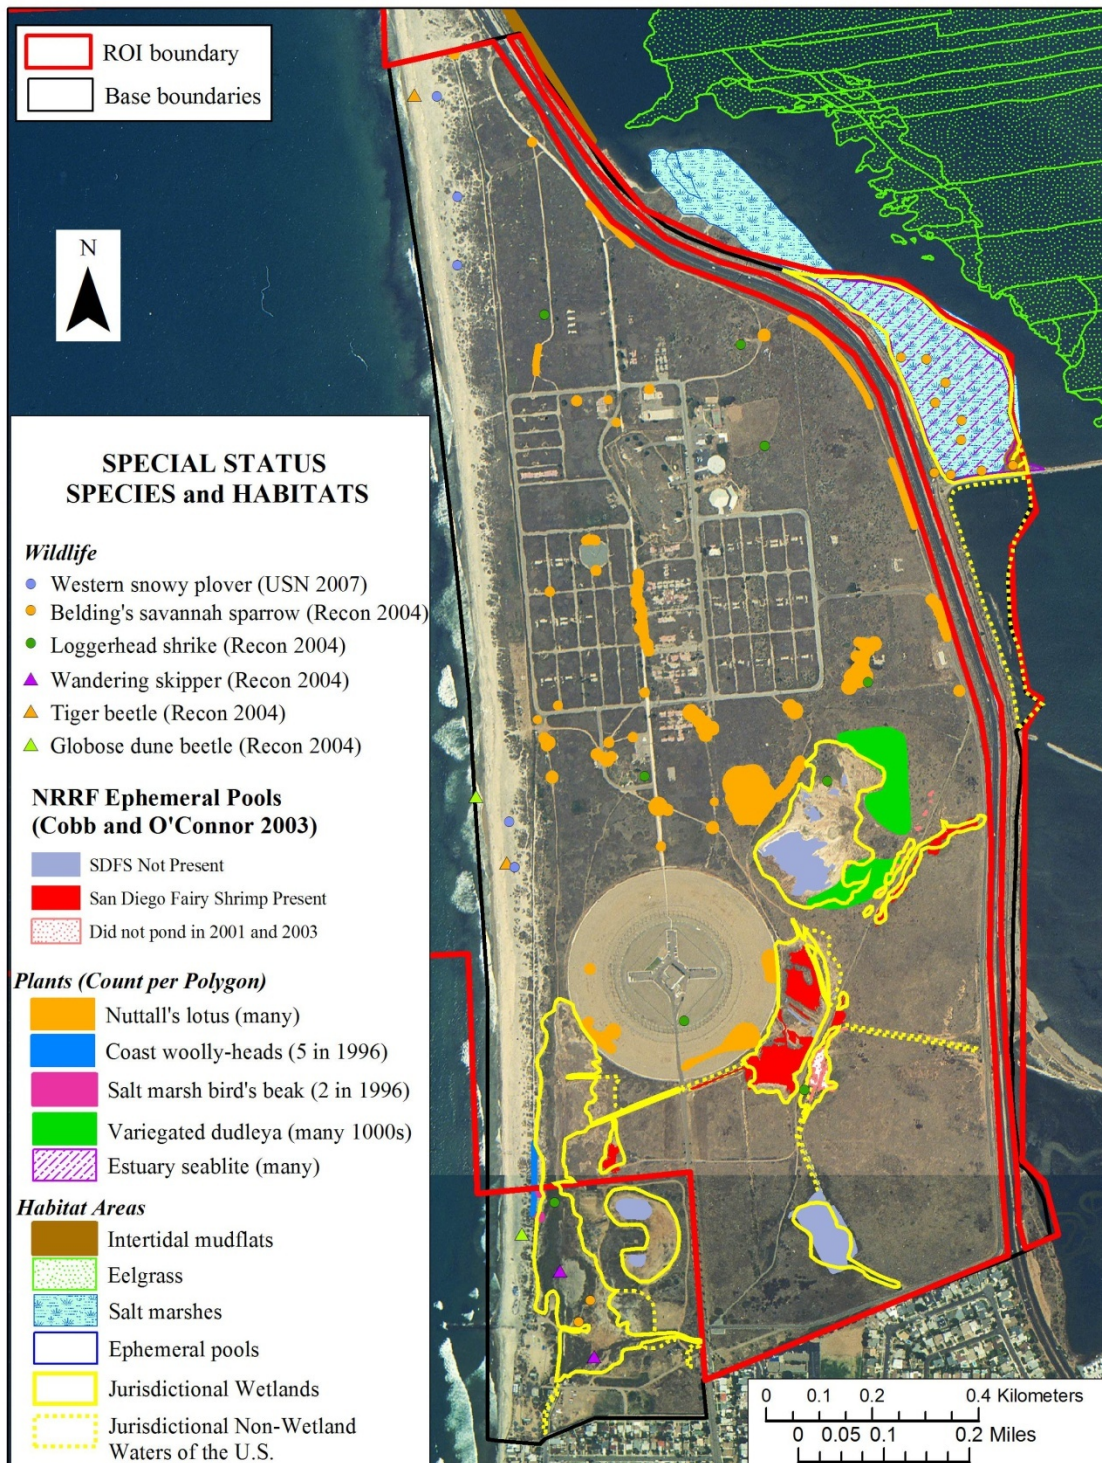 ROI boundary
Base boundaries
N
SPECIAL STATUS
SPECIES and HABITATS
Wildlife
Western snowy plover (USN 2007)
Belding's savannah sparrow (Recon 2004)
Loggerhead shrike (Recon 2004)
Wandering skipper (Recon 2004)
Tiger beetle (Recon 2004)
Globose dune beetle (Recon 2004)
NRRF Ephemeral Pools
(Cobb and O'Connor 2003)
SDFS Not Present
San Diego Fairy Shrimp Present
Did not pond in 2001 and 2003
Plants (Count per Polygon)
Nuttall's lotus (many)
Coast woolly-heads (5 in 1996)
Salt marsh bird's beak (2 in 1996)
Variegated dudleya (many 1000s)
Estuary seablite (many)
Habitat Areas
Intertidal mudflats
Eelgrass
Salt marshes
Ephemeral pools
Jurisdictional Wetlands
Jurisdictional Non-Wetland
Waters of the U.S.
0 0.1 0.2 0.4 Kilometers
0 0.05 0.1 0.2 Miles